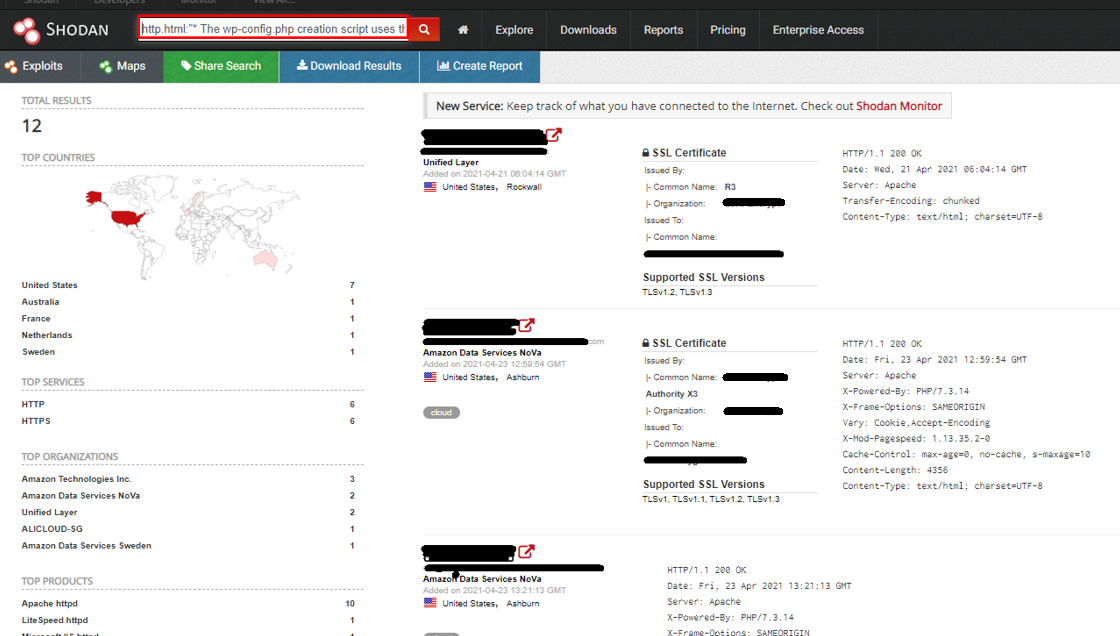 Shodan Developers Monitor View All...
SHODAN
http.html:"* The wp-config.php creation script uses th
Explore Downloads Reports Pricing Enterprise Access
Exploits Maps Share Search Download Results Create Report
TOTAL RESULTS
12
TOP COUNTRIES
United States 7
Australia 1
France 1
Netherlands 1
Sweden 1
TOP SERVICES
HTTP 6
HTTPS 6
TOP ORGANIZATIONS
Amazon Technologies Inc. 3
Amazon Data Services NoVa 2
Unified Layer 2
ALICLOUD-SG 1
Amazon Data Services Sweden 1
TOP PRODUCTS
Apache httpd 10
LiteSpeed httpd 1
New Service: Keep track of what you have connected to the Internet. Check out Shodan Monitor
Unified Layer
Added on 2021-04-21 06:04:14 GMT
United States, Rockwall
SSL Certificate
Issued By:
|- Common Name: R3
|- Organization:
Issued To:
|- Common Name:
Supported SSL Versions
TLSv1.2, TLSv1.3
HTTP/1.1 200 OK
Date: Wed, 21 Apr 2021 06:04:14 GMT
Server: Apache
Transfer-Encoding: chunked
Content-Type: text/html; charset=UTF-8
com
Amazon Data Services NoVa
Added on 2021-04-23 12:59:54 GMT
United States, Ashburn
cloud
SSL Certificate
Issued By:
|- Common Name:
Authority X3
|- Organization:
Issued To:
|- Common Name:
Supported SSL Versions
TLSv1, TLSv1.1, TLSv1.2, TLSv1.3
HTTP/1.1 200 OK
Date: Fri, 23 Apr 2021 12:59:54 GMT
Server: Apache
X-Powered-By: PHP/7.3.14
X-Frame-Options: SAMEORIGIN
Vary: Cookie,Accept-Encoding
X-Mod-Pagespeed: 1.13.35.2-0
Cache-Control: max-age=0, no-cache, s-maxage=10
Content-Length: 4356
Content-Type: text/html; charset=UTF-8
Amazon Data Services NoVa
Added on 2021-04-23 13:21:13 GMT
United States, Ashburn
HTTP/1.1 200 OK
Date: Fri, 23 Apr 2021 13:21:13 GMT
Server: Apache
X-Powered-By: PHP/7.3.14
X-Frame-Options: SAMEORIGIN